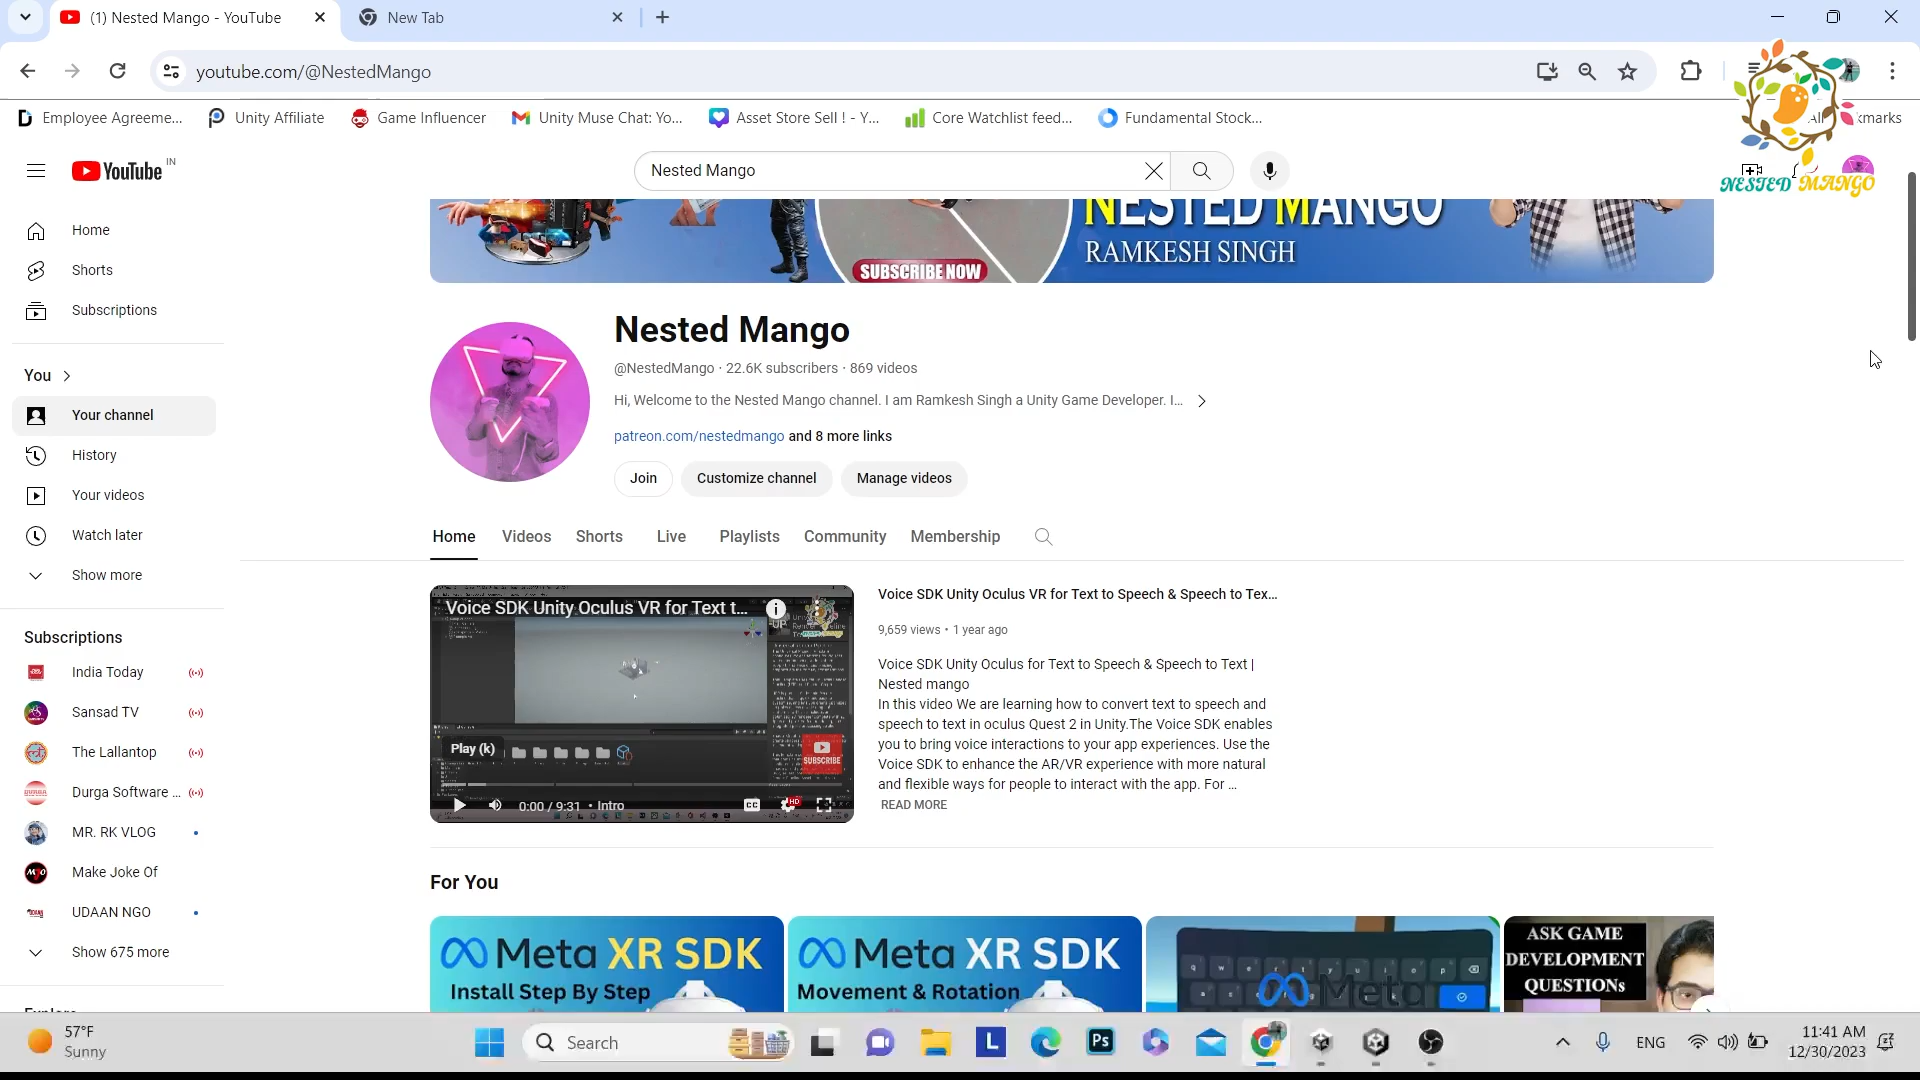 (1) Nested Mango - YouTube
New Tab
youtube.com/@NestedMango
Employee Agreeme...
Unity Affiliate
Game Influencer
Unity Muse Chat: Yo...
Asset Store Sell ! - Y...
Core Watchlist feed...
Fundamental Stock...
NESTED MANGO
YouTube IN
Nested Mango
Home
Shorts
Subscriptions
You
Your channel
History
Your videos
Watch later
Show more
Subscriptions
India Today
Sansad TV
The Lallantop
Durga Software ...
MR. RK VLOG
Make Joke Of
UDAAN NGO
Show 675 more
NESTED MANGO
RAMKESH SINGH
SUBSCRIBE NOW
Nested Mango
@NestedMango · 22.6K subscribers · 869 videos
Hi, Welcome to the Nested Mango channel. I am Ramkesh Singh a Unity Game Developer. I...
patreon.com/nestedmango and 8 more links
Join
Customize channel
Manage videos
Home
Videos
Shorts
Live
Playlists
Community
Membership
Voice SDK Unity Oculus VR for Text t...
Play (k)
SUBSCRIBE
0:00 / 9:31 • Intro
CC
HD
Voice SDK Unity Oculus VR for Text to Speech & Speech to Tex...
9,659 views • 1 year ago
Voice SDK Unity Oculus for Text to Speech & Speech to Text |
Nested mango
In this video We are learning how to convert text to speech and
speech to text in oculus Quest 2 in Unity.The Voice SDK enables
you to bring voice interactions to your app experiences. Use the
Voice SDK to enhance the AR/VR experience with more natural
and flexible ways for people to interact with the app. For ...
READ MORE
For You
Meta XR SDK
Install Step By Step
Meta XR SDK
Movement & Rotation
Meta
ASK GAME
DEVELOPMENT
QUESTIONs
57°F
Sunny
Search
L
Ps
ENG
11:41 AM
12/30/2023